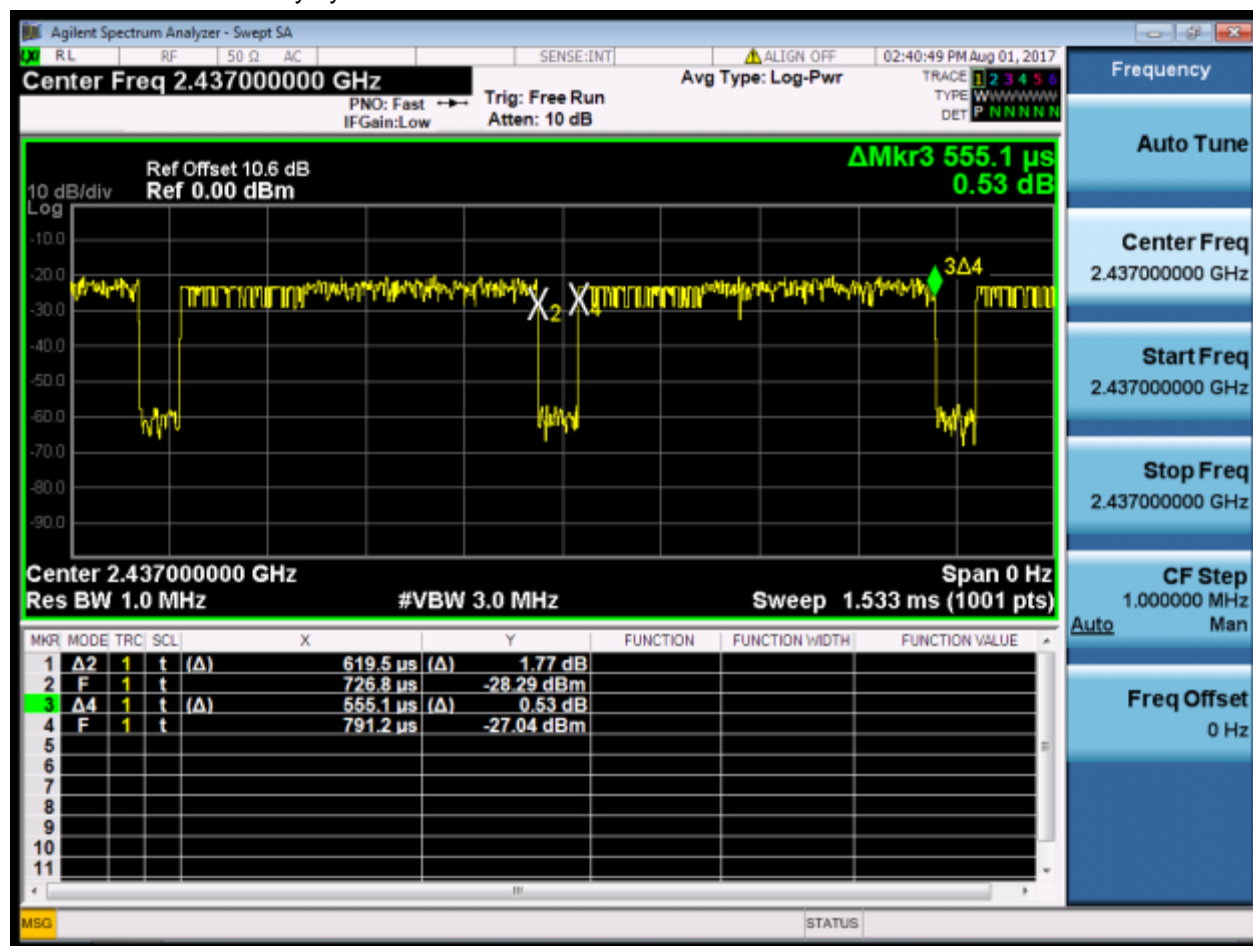 Agilent Spectrum Analyzer - Swept SA
RL RF 50 Ω AC SENSE:INT ALIGN OFF 02:40:49 PM Aug 01, 2017
Center Freq 2.437000000 GHz
PNO: Fast
IFGain:Low
Trig: Free Run
Atten: 10 dB
Avg Type: Log-Pwr
TRACE 1 2 3 4 5 6
TYPE WWWWWW
DET P N N N N N
ΔMkr3 555.1 µs
0.53 dB
Ref Offset 10.6 dB
10 dB/div Ref 0.00 dBm
Log
-10.0
-20.0
-30.0
-40.0
-50.0
-60.0
-70.0
-80.0
-90.0
2
4
3Δ4
Center 2.437000000 GHz Span 0 Hz
Res BW 1.0 MHz #VBW 3.0 MHz Sweep 1.533 ms (1001 pts)
MKR MODE TRC SCL X Y FUNCTION FUNCTION WIDTH FUNCTION VALUE
1 Δ2 1 t (Δ) 619.5 µs (Δ) 1.77 dB
2 F 1 t 726.8 µs -28.29 dBm
3 Δ4 1 t (Δ) 555.1 µs (Δ) 0.53 dB
4 F 1 t 791.2 µs -27.04 dBm
5
6
7
8
9
10
11
MSG STATUS
Frequency
Auto Tune
Center Freq
2.437000000 GHz
Start Freq
2.437000000 GHz
Stop Freq
2.437000000 GHz
CF Step
1.000000 MHz
Auto Man
Freq Offset
0 Hz